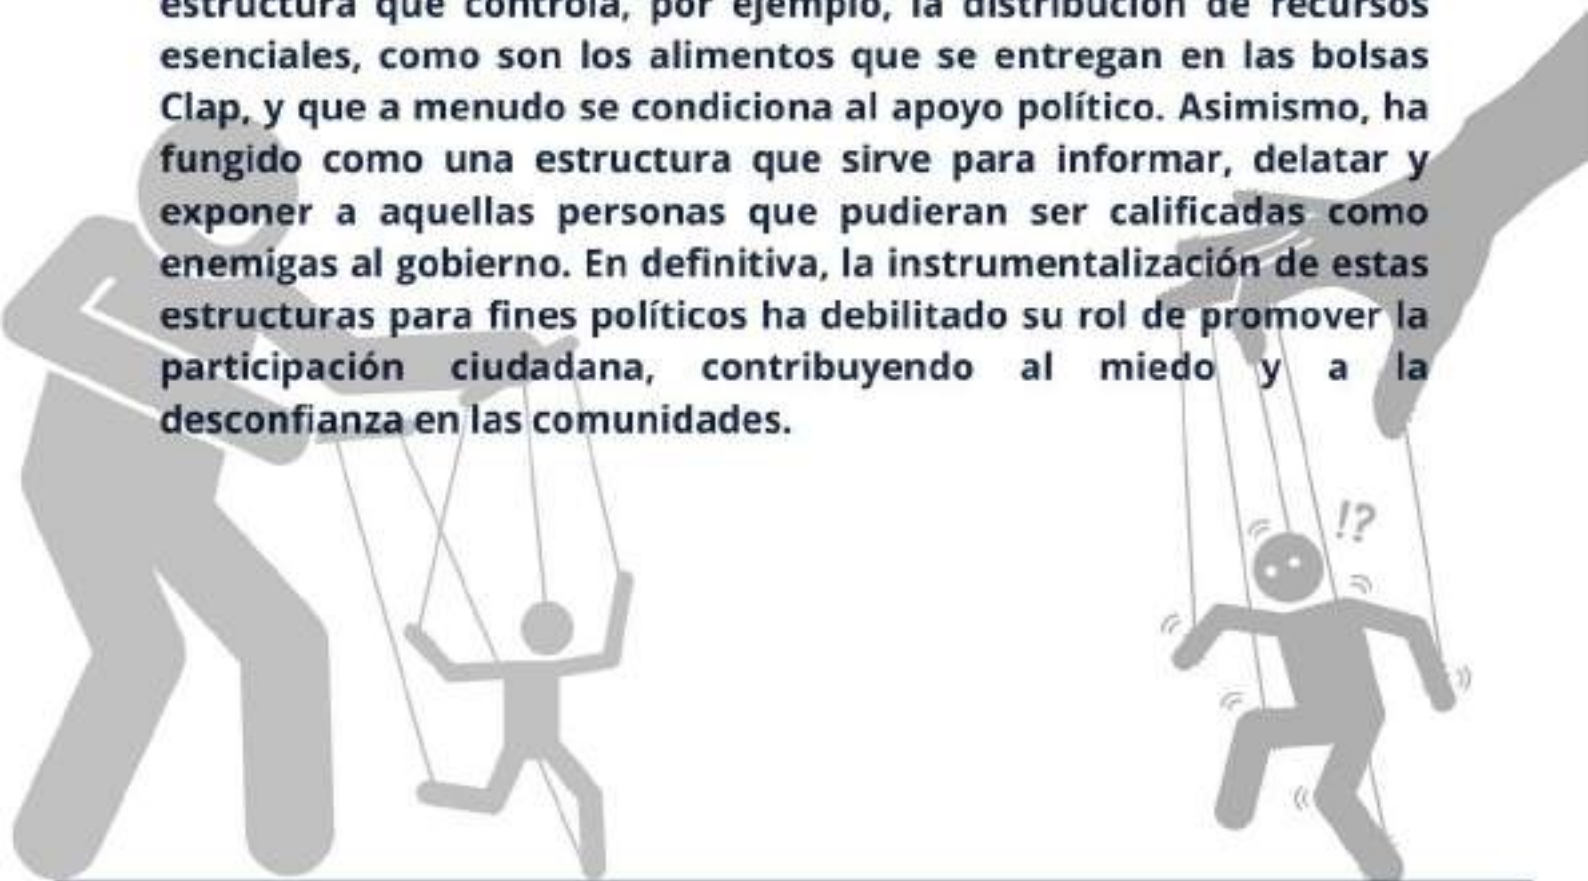 estructura que controla, por ejemplo, la distribución de recursos
esenciales, como son los alimentos que se entregan en las bolsas
Clap, y que a menudo se condiciona al apoyo político. Asimismo, ha
fungido como una estructura que sirve para informar, delatar y
exponer a aquellas personas que pudieran ser calificadas como
enemigas al gobierno. En definitiva, la instrumentalización de estas
estructuras para fines políticos ha debilitado su rol de promover la
participación ciudadana, contribuyendo al miedo y a la
desconfianza en las comunidades.
!?